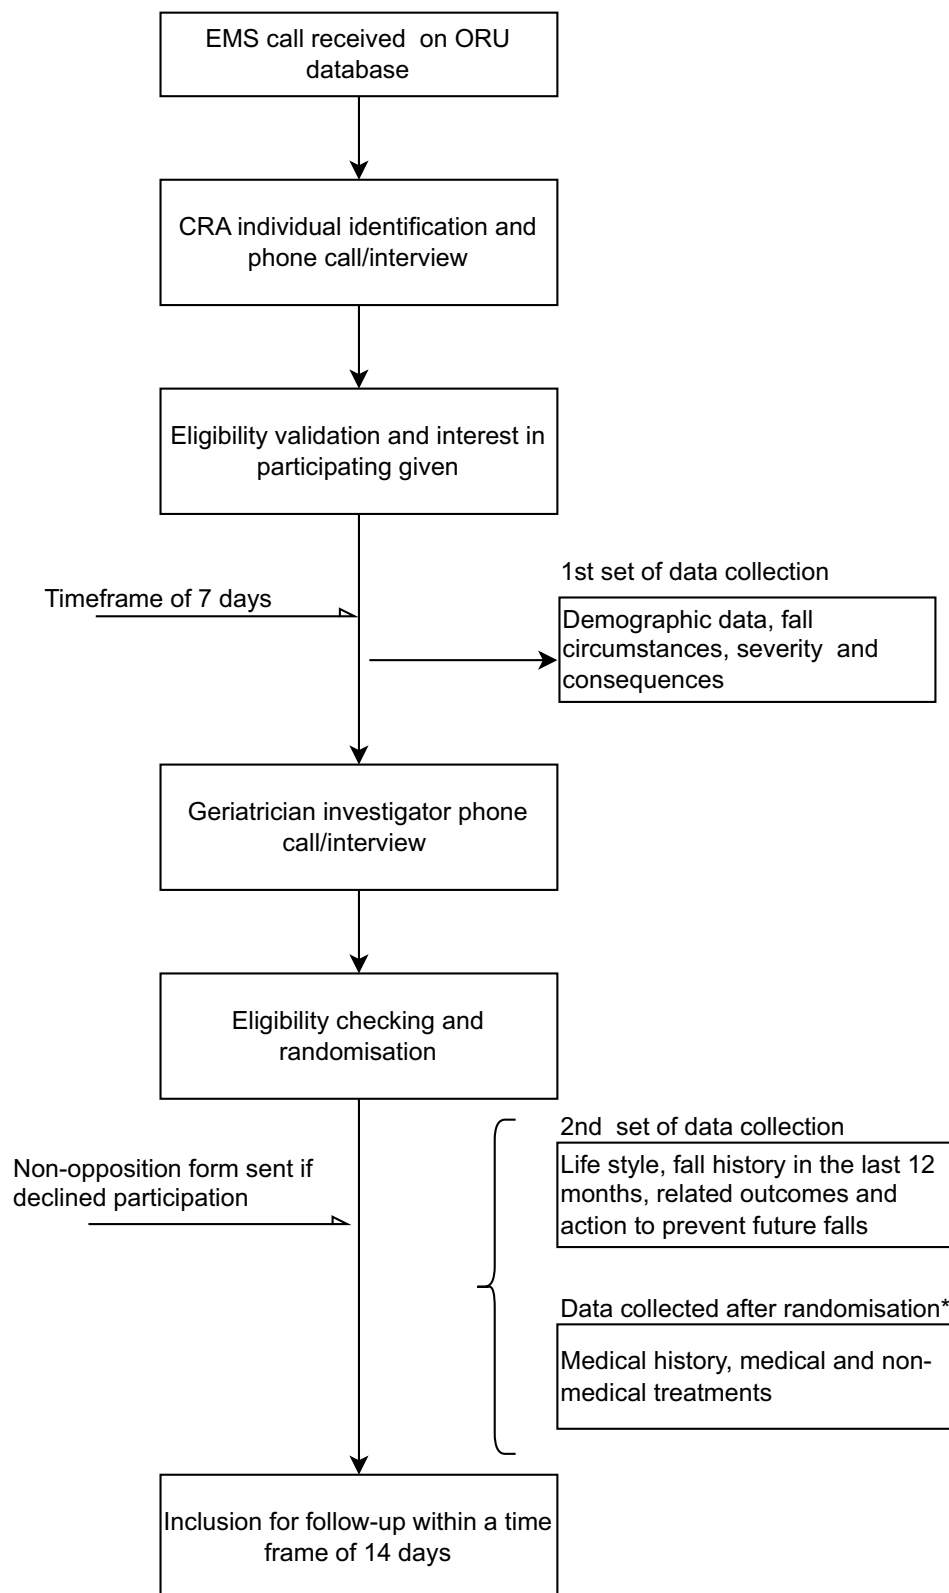 EMS call received  on ORU
database
CRA individual identification and
phone call/interview
Eligibility validation and interest in
participating given
1st set of data collection
Timeframe of 7 days
Demographic data, fall
circumstances, severity  and
consequences
Geriatrician investigator phone
call/interview
Eligibility checking and
randomisation
2nd  set of data collection
Non-opposition form sent if
declined participation
Life style, fall history in the last 12
months, related outcomes and
action to prevent future falls
Data collected after randomisation*
Medical history, medical and non-
medical treatments
Inclusion for follow-up within a time
frame of 14 days